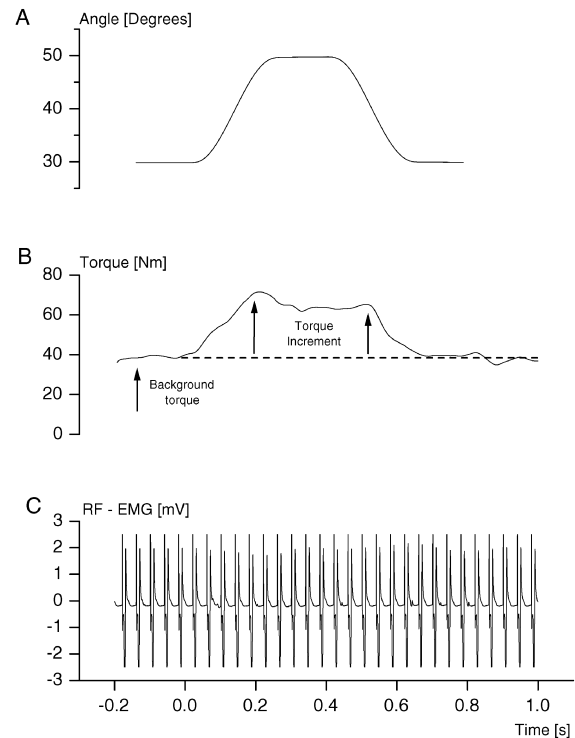 A
Angle [Degrees]
50
40
30
B
Torque [Nm]
80
60
40
20
0
Torque
Increment
Background
torque
C
RF - EMG [mV]
3
2
1
0
-1
-2
-3
-0.2 0.0 0.2 0.4 0.6 0.8 1.0
Time [s]